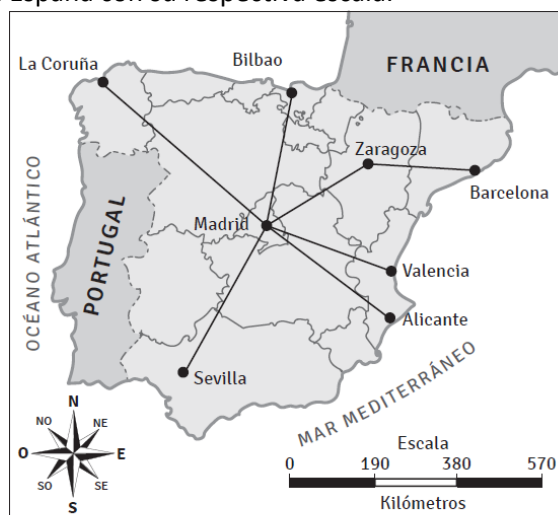 España con su respectiva escala.
La Coruña
Bilbao
FRANCIA
Zaragoza
Barcelona
OCÉANO ATLÁNTICO
PORTUGAL
Madrid
Valencia
Alicante
Sevilla
MAR MEDITERRÁNEO
N
NO
NE
O
E
SO
SE
S
Escala
0 190 380 570
Kilómetros